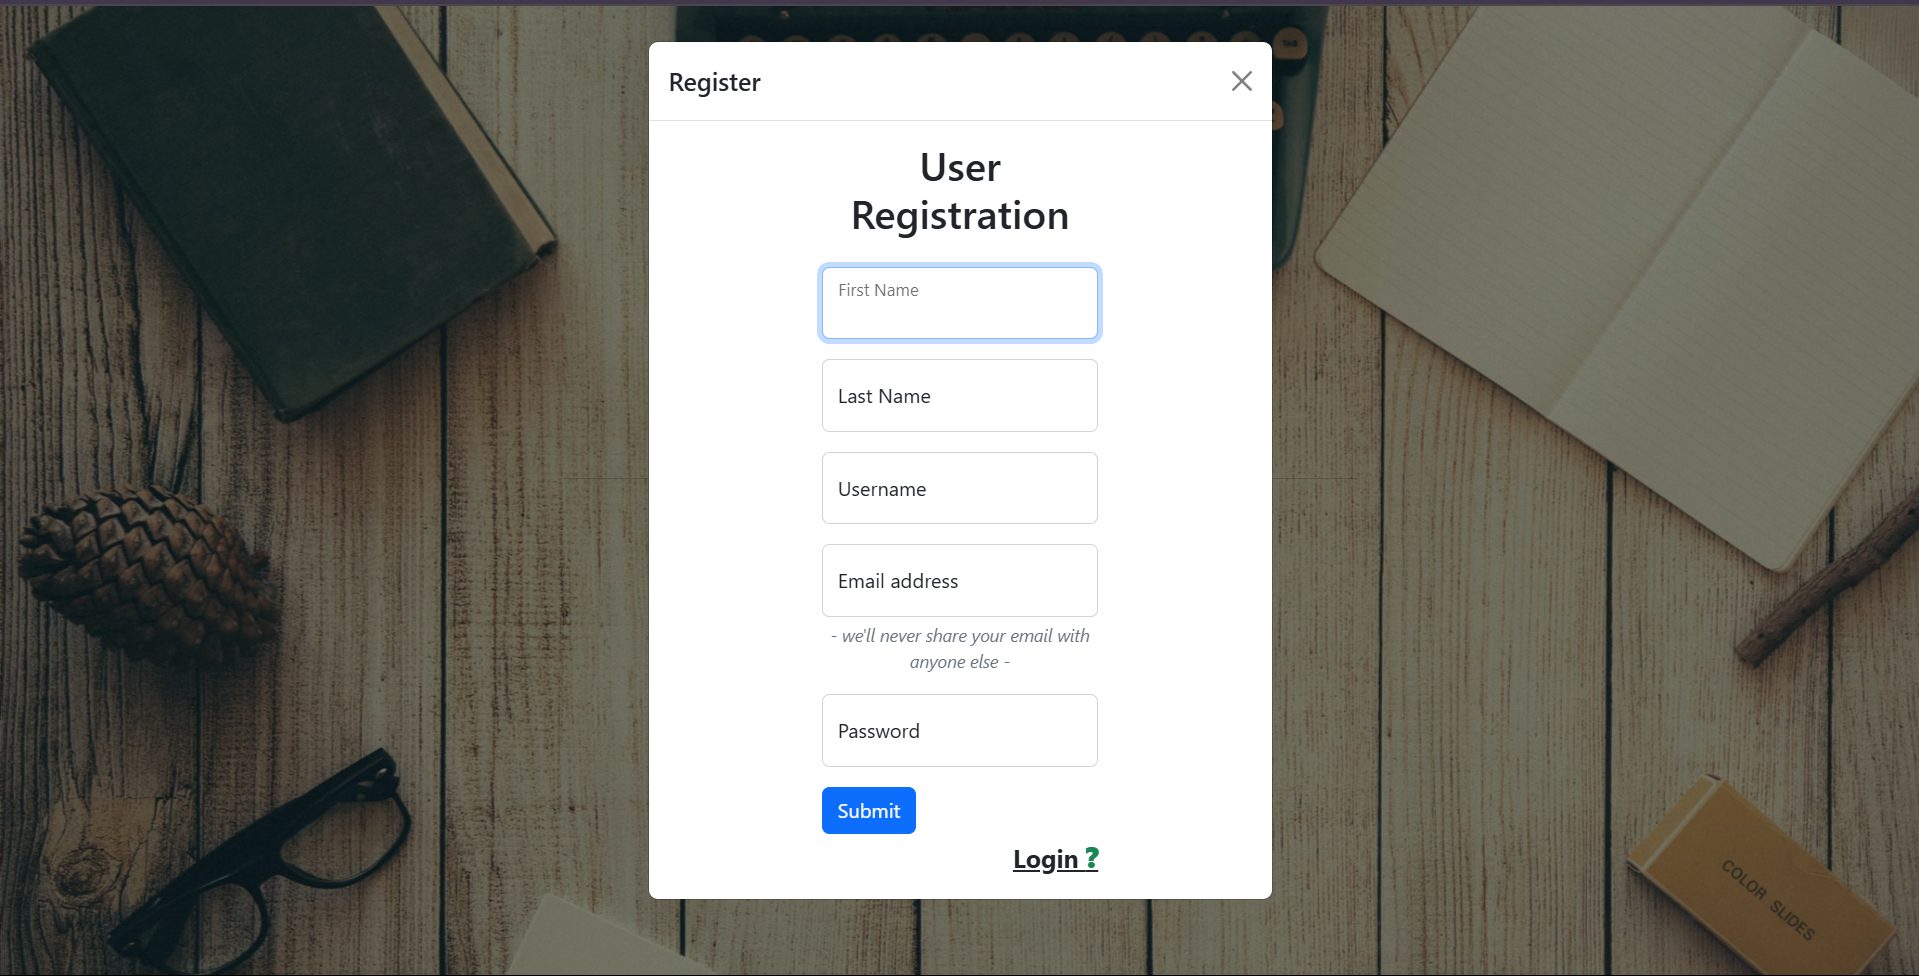 TAB
Register
User
Registration
First Name
Last Name
Username
Email address
- we'll never share your email with
anyone else -
Password
Submit
Login ?
COLOR SLIDES